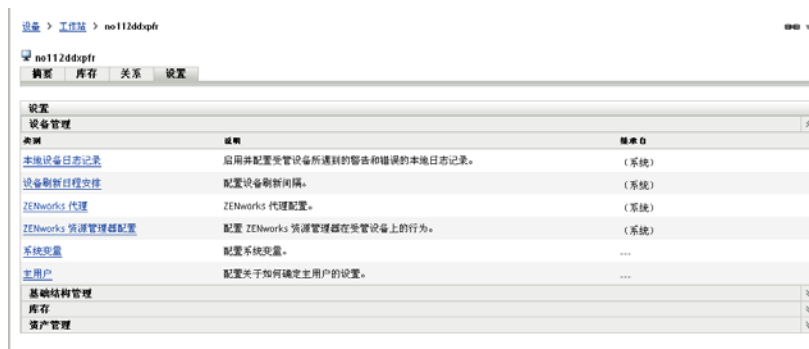 设备 > 工作站 > no112ddxpfr
no112ddxpfr
摘要 库存 关系 设置
设置
设备管理
类别 说明 继承自
本地设备日志记录 启用并配置受管设备所遇到的警告和错误的本地日志记录。 (系统)
设备刷新日程安排 配置设备刷新间隔。 (系统)
ZENworks 代理 ZENworks 代理配置。 (系统)
ZENworks 资源管理器配置 配置 ZENworks 资源管理器在受管设备上的行为。 (系统)
系统变量 配置系统变量。 ---
主用户 配置关于如何确定主用户的设置。 ---
基础结构管理
库存
资产管理